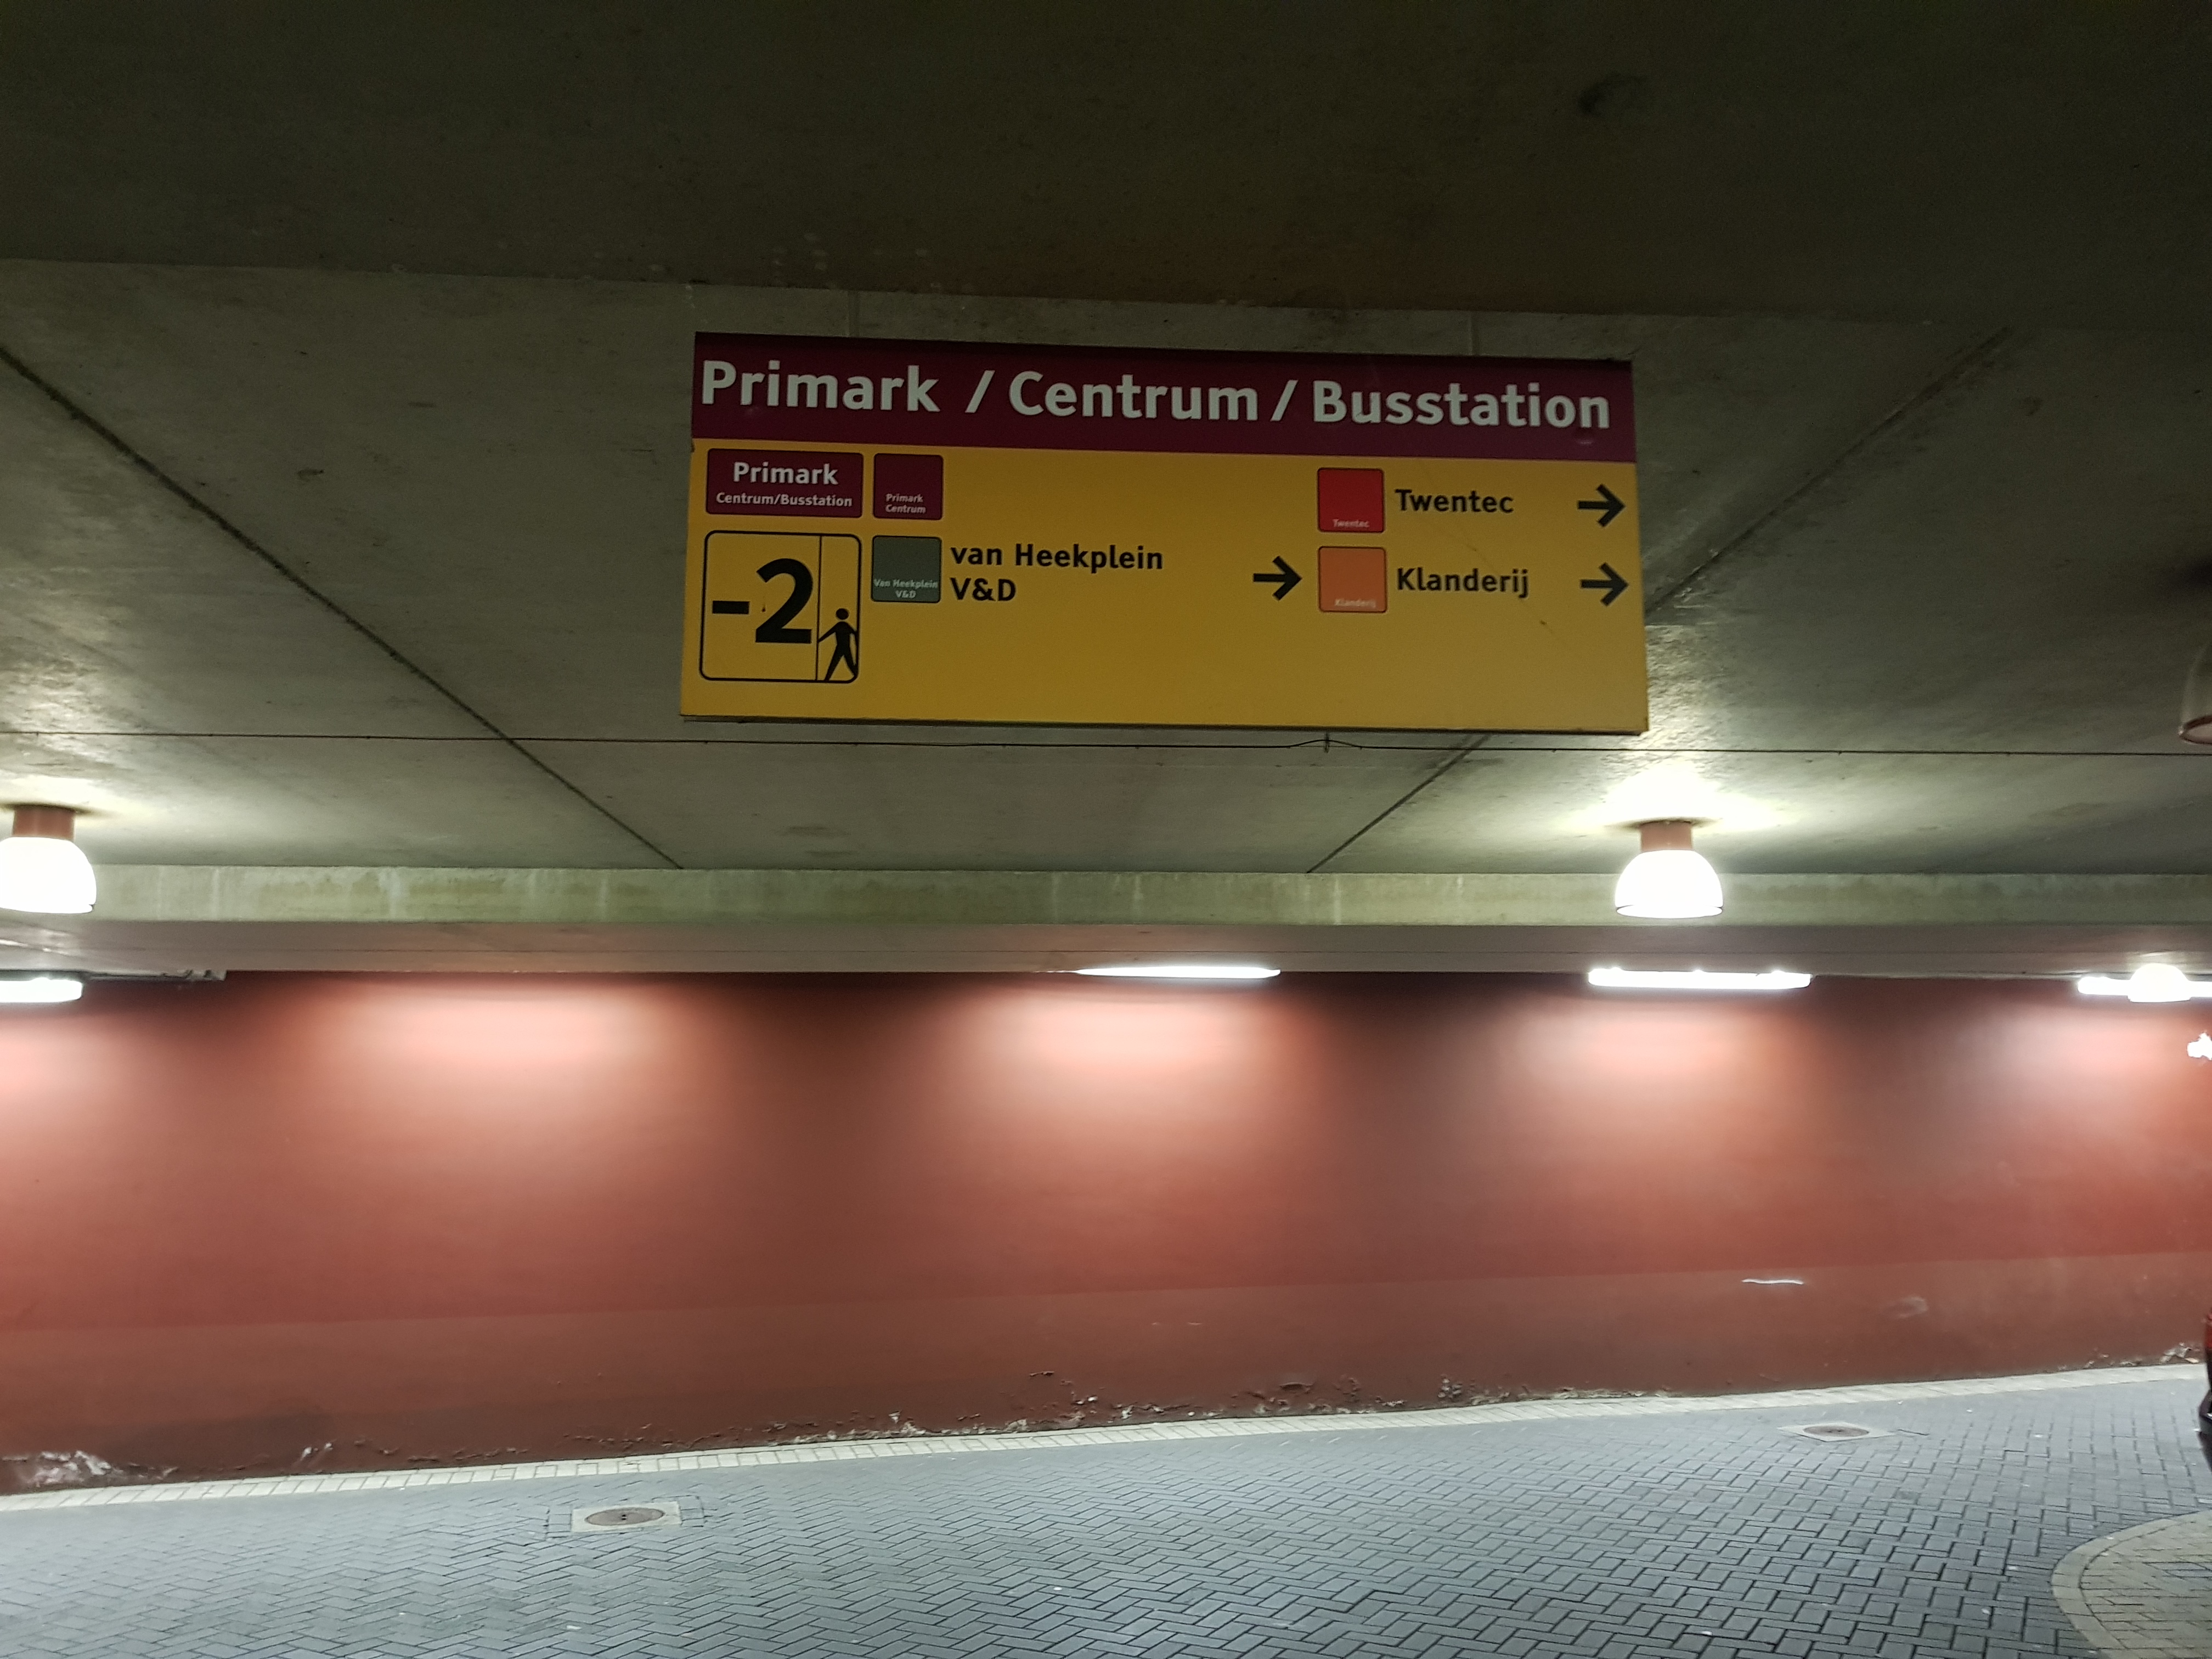 Primark / Centrum / Busstation
Primark
Centrum/Busstation
Primark
Centrum
Twentec
Twentec
-2
Van Heekplein
V&D
van Heekplein
V&D
Klanderij
Klanderij